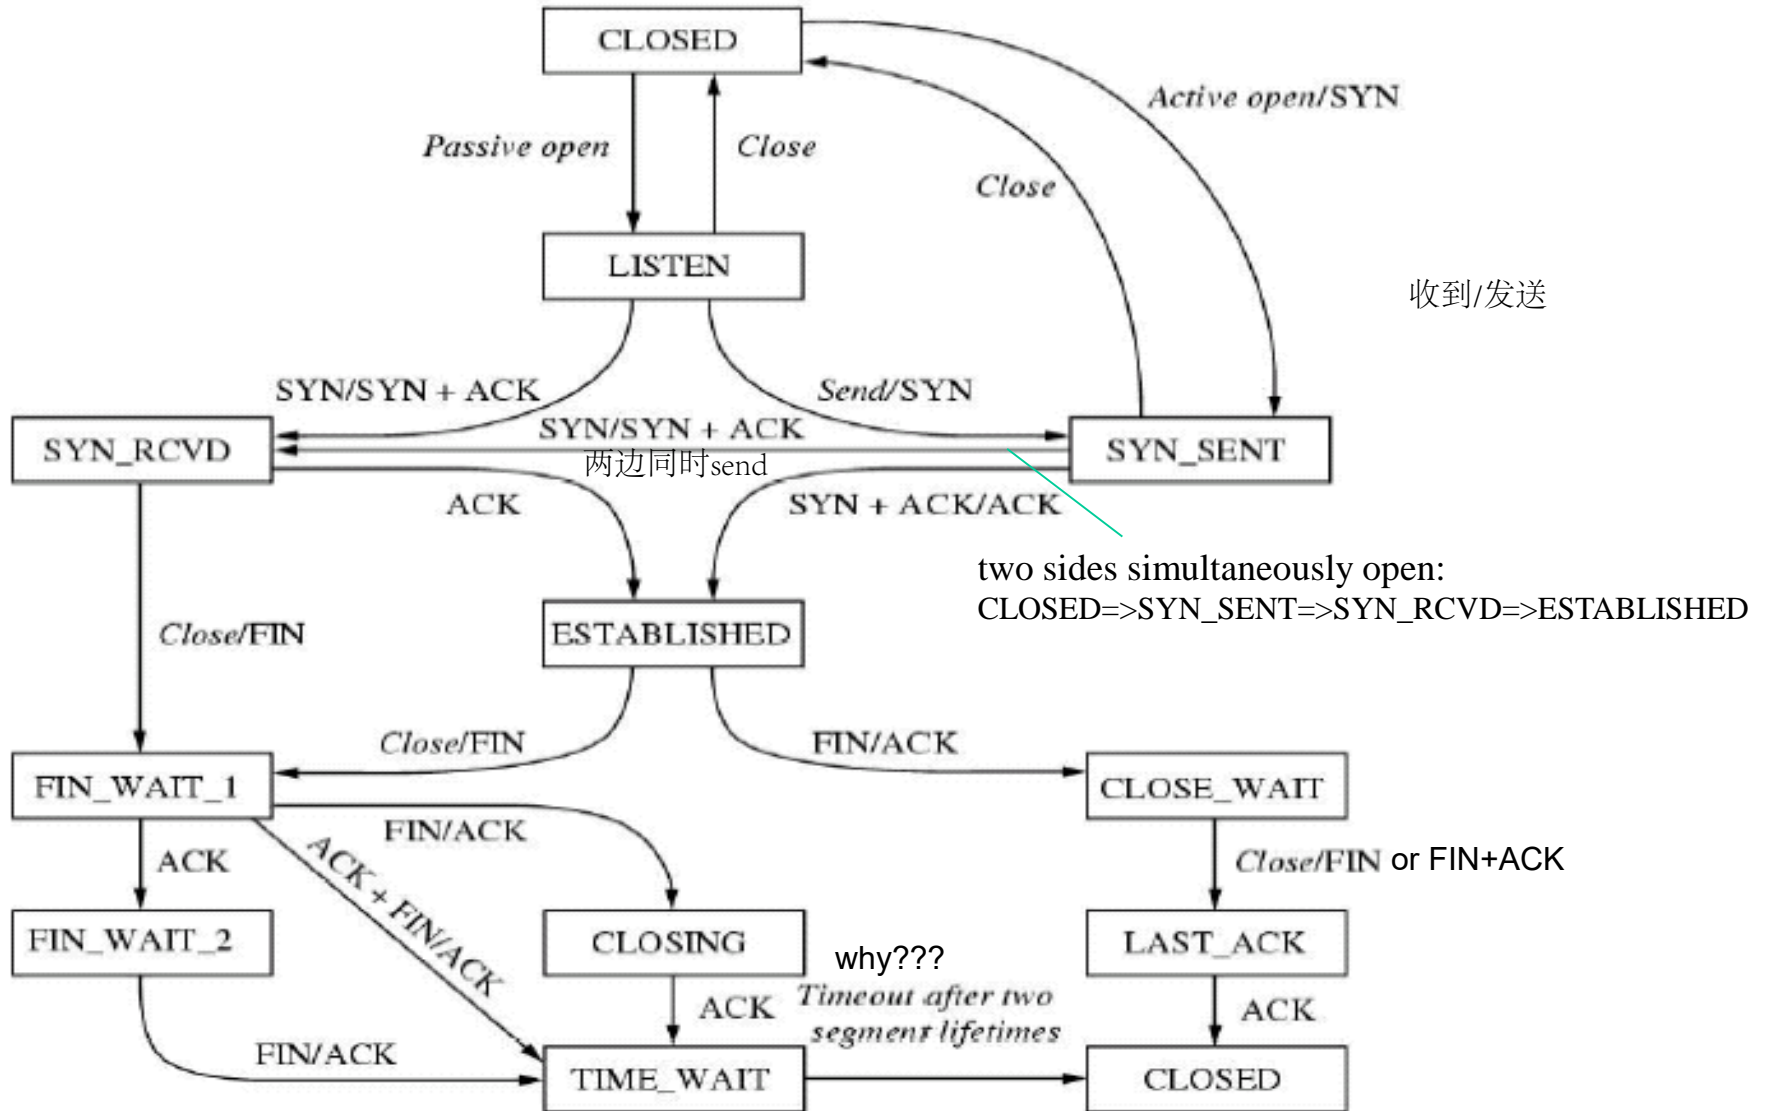 CLOSED
Active open/SYN
Passive open
Close
Close
LISTEN
收到/发送
SYN/SYN + ACK
Send/SYN
SYN/SYN + ACK
SYN_RCVD
两边同时send
SYN_SENT
ACK
SYN + ACK/ACK
two sides simultaneously open:
CLOSED=>SYN_SENT=>SYN_RCVD=>ESTABLISHED
Close/FIN
ESTABLISHED
Close/FIN
FIN/ACK
FIN_WAIT_1
CLOSE_WAIT
FIN/ACK
ACK
ACK + FIN/ACK
Close/FIN or FIN+ACK
FIN_WAIT_2
CLOSING
LAST_ACK
why???
Timeout after two
segment lifetimes
ACK
ACK
FIN/ACK
TIME_WAIT
CLOSED